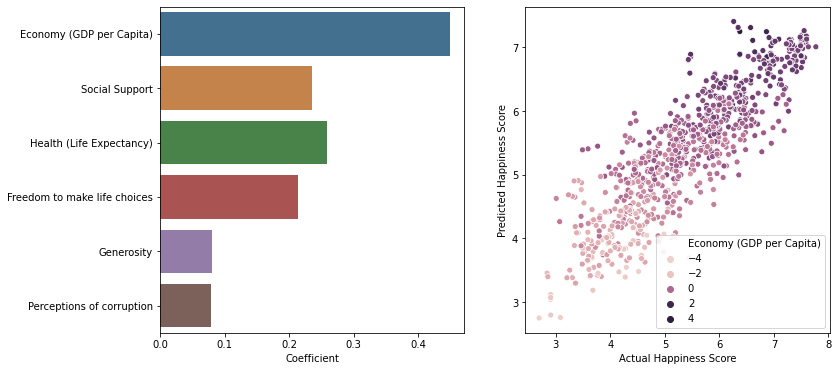 Economy (GDP per Capita)
Social Support
Health (Life Expectancy)
Freedom to make life choices
Generosity
Perceptions of corruption
0.0 0.1 0.2 0.3 0.4
Coefficient
Predicted Happiness Score
7
6
5
4
3
Economy (GDP per Capita)
−4
−2
0
2
4
3 4 5 6 7 8
Actual Happiness Score